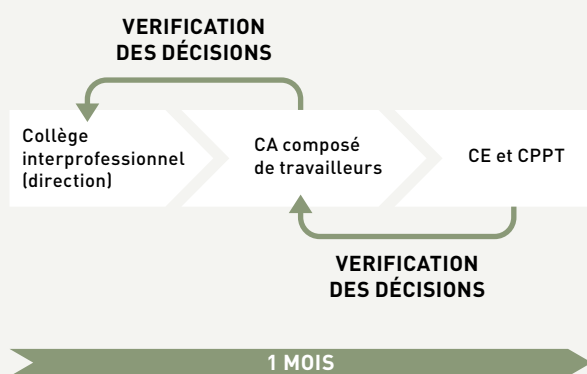 VERIFICATION
DES DÉCISIONS
Collège
interprofessionnel
(direction)
CA composé
de travailleurs
CE et CPPT
VERIFICATION
DES DÉCISIONS
1 MOIS